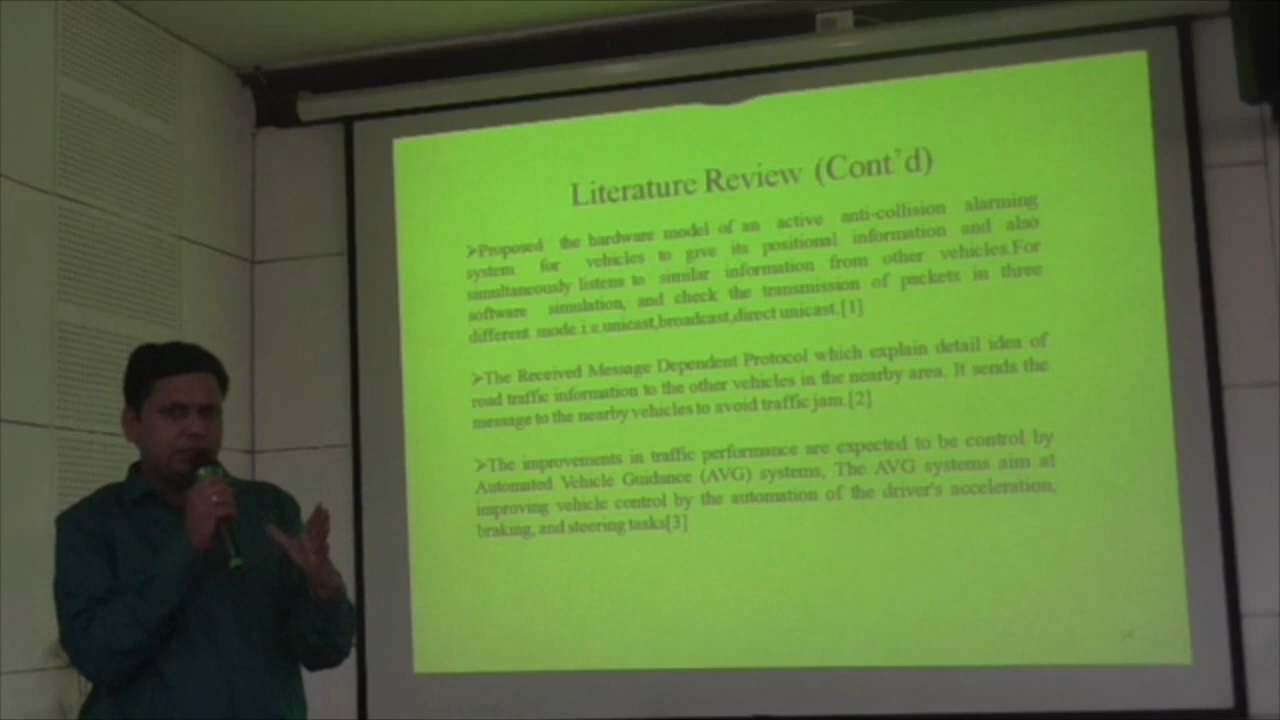 Literature Review (Cont'd)
➢Proposed the hardware model of an active anti-collision alarming
system for vehicles to give its positional information and also
simultaneously listens to similar information from other vehicles.For
software simulation, and check the transmission of packets in three
different mode i.e.unicast,broadcast,direct unicast.[1]
➢The Received Message Dependent Protocol which explain detail idea of
road traffic information to the other vehicles in the nearby area. It sends the
message to the nearby vehicles to avoid traffic jam.[2]
➢The improvements in traffic performance are expected to be control by
Automated Vehicle Guidance (AVG) systems, The AVG systems aim at
improving vehicle control by the automation of the driver's acceleration,
braking, and steering tasks[3]